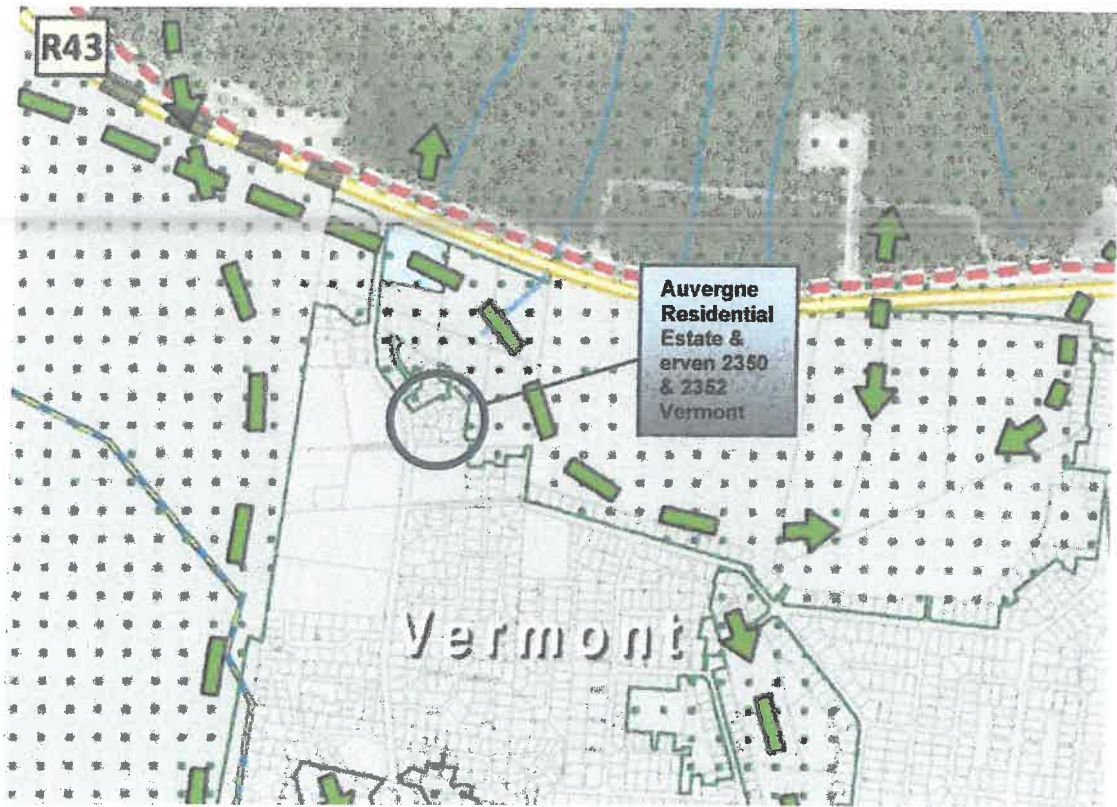 R43
Auvergne
Residential
Estate &
erven 2350
& 2352
Vermont
Vermont